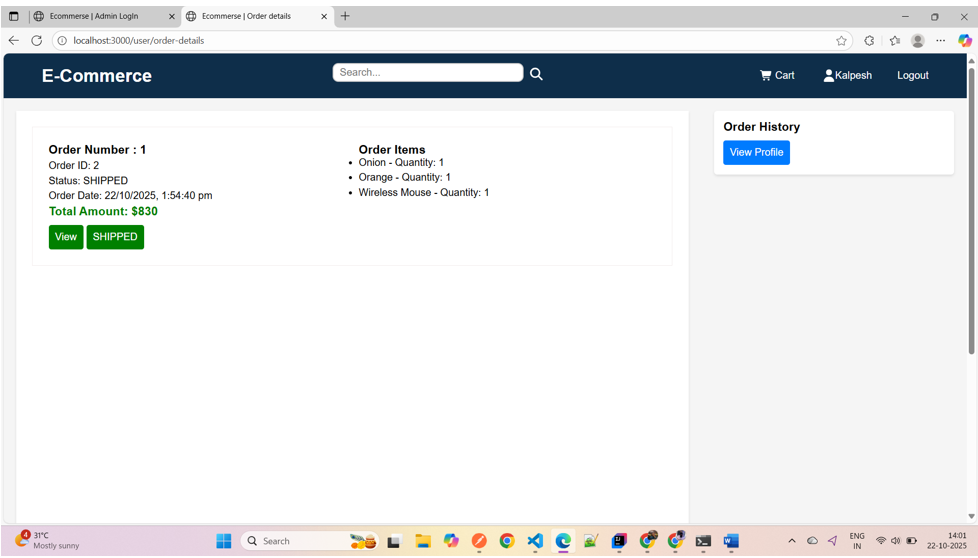 Ecommerse | Admin LogIn
Ecommerse | Order details
localhost:3000/user/order-details
E-Commerce
Search...
Cart
Kalpesh
Logout
Order Number : 1
Order ID: 2
Status: SHIPPED
Order Date: 22/10/2025, 1:54:40 pm
Total Amount: $830
View
SHIPPED
Order Items
Onion - Quantity: 1
Orange - Quantity: 1
Wireless Mouse - Quantity: 1
Order History
View Profile
4
31°C
Mostly sunny
Search
ENG
IN
14:01
22-10-2025